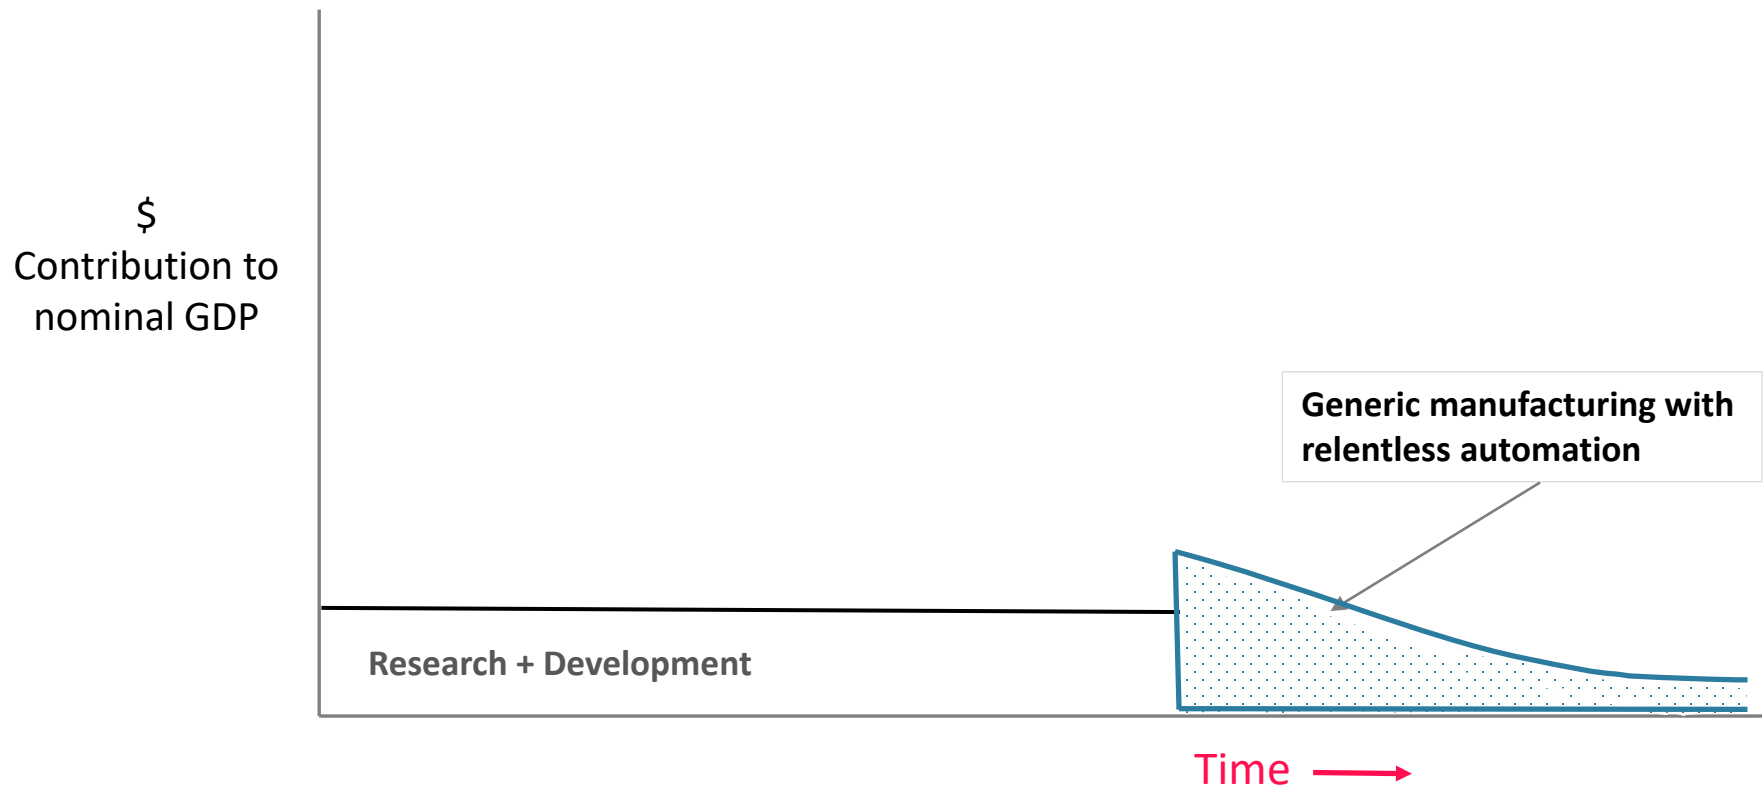 $
Contribution to
nominal GDP
Generic manufacturing with
relentless automation
Research + Development
Time